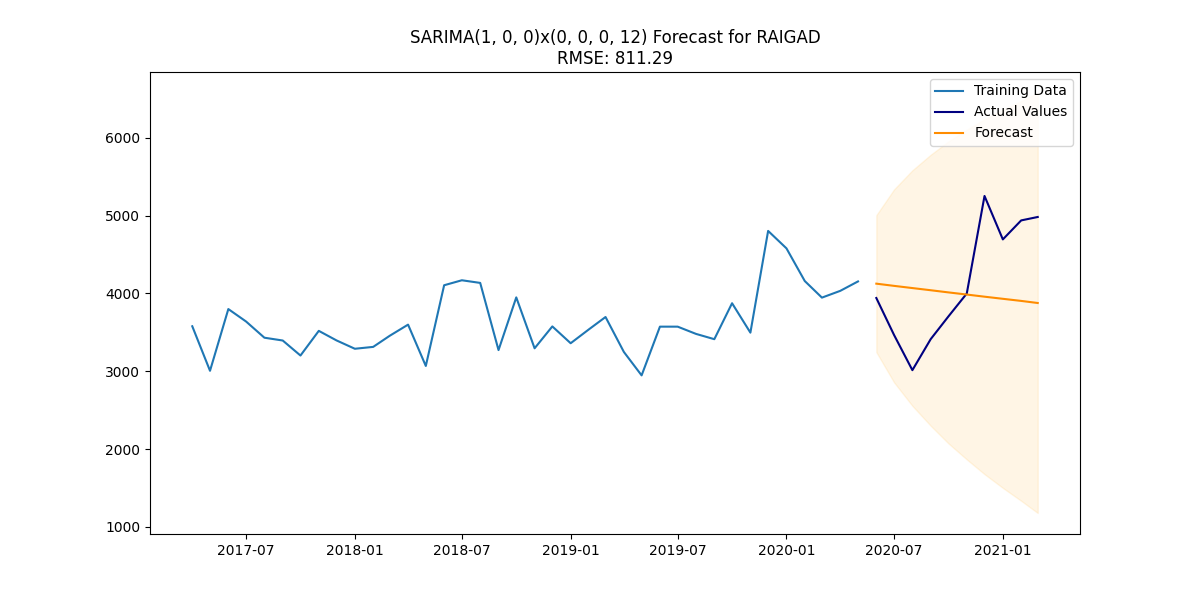 SARIMA(1, 0, 0)x(0, 0, 0, 12) Forecast for RAIGAD
RMSE: 811.29
Training Data
Actual Values
Forecast
6000
5000
4000
3000
2000
1000
2017-07
2018-01
2018-07
2019-01
2019-07
2020-01
2020-07
2021-01